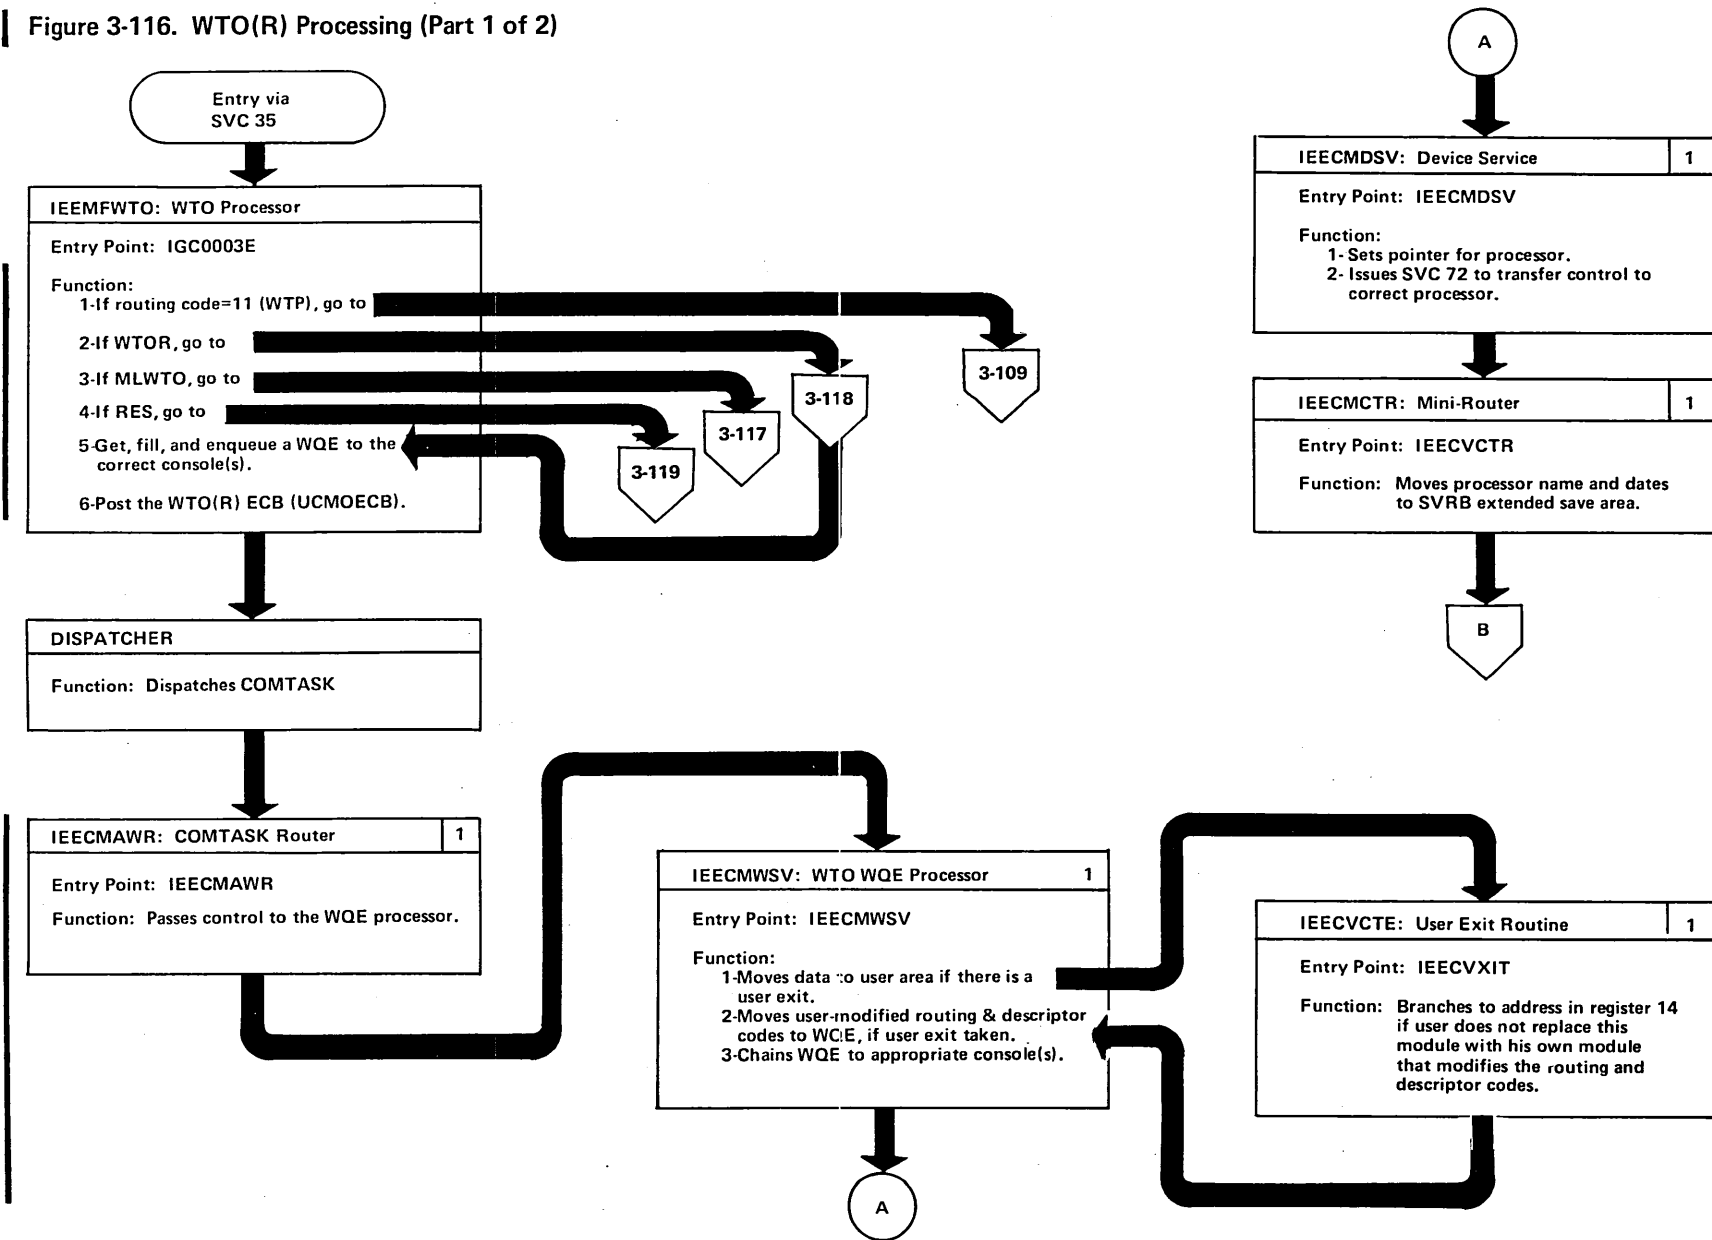 Figure 3-116. WTO(R) Processing (Part 1 of 2)
Entry via
SVC 35
IEEMFWTO: WTO Processor
Entry Point: IGC0003E
Function:
1-If routing code=11 (WTP), go to
2-If WTOR, go to
3-If MLWTO, go to
4-If RES, go to
5-Get, fill, and enqueue a WQE to the
correct console(s).
6-Post the WTO(R) ECB (UCMOECB).
3-109
3-118
3-117
3-119
DISPATCHER
Function: Dispatches COMTASK
IEECMAWR: COMTASK Router 1
Entry Point: IEECMAWR
Function: Passes control to the WQE processor.
IEECMWSV: WTO WQE Processor 1
Entry Point: IEECMWSV
Function:
1-Moves data to user area if there is a
user exit.
2-Moves user-modified routing & descriptor
codes to WQE, if user exit taken.
3-Chains WQE to appropriate console(s).
A
A
IEECMDSV: Device Service 1
Entry Point: IEECMDSV
Function:
1- Sets pointer for processor.
2- Issues SVC 72 to transfer control to
correct processor.
IEECMCTR: Mini-Router 1
Entry Point: IEECVCTR
Function: Moves processor name and dates
to SVRB extended save area.
B
IEECVCTE: User Exit Routine 1
Entry Point: IEECVXIT
Function: Branches to address in register 14
if user does not replace this
module with his own module
that modifies the routing and
descriptor codes.